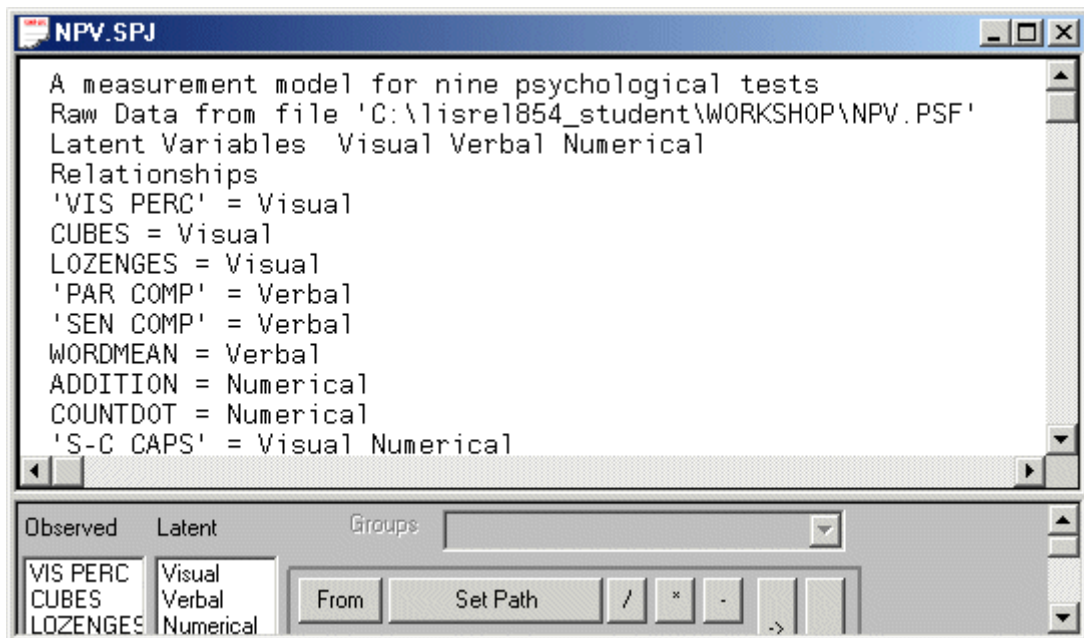 NPV.SPJ
A measurement model for nine psychological tests
Raw Data from file 'C:\lisrel854_student\WORKSHOP\NPV.PSF'
Latent Variables  Visual Verbal Numerical
Relationships
'VIS PERC' = Visual
CUBES = Visual
LOZENGES = Visual
'PAR COMP' = Verbal
'SEN COMP' = Verbal
WORDMEAN = Verbal
ADDITION = Numerical
COUNTDOT = Numerical
'S-C CAPS' = Visual Numerical
Observed Latent Groups
VIS PERC Visual
CUBES Verbal
LOZENGES Numerical
From Set Path / * - ->